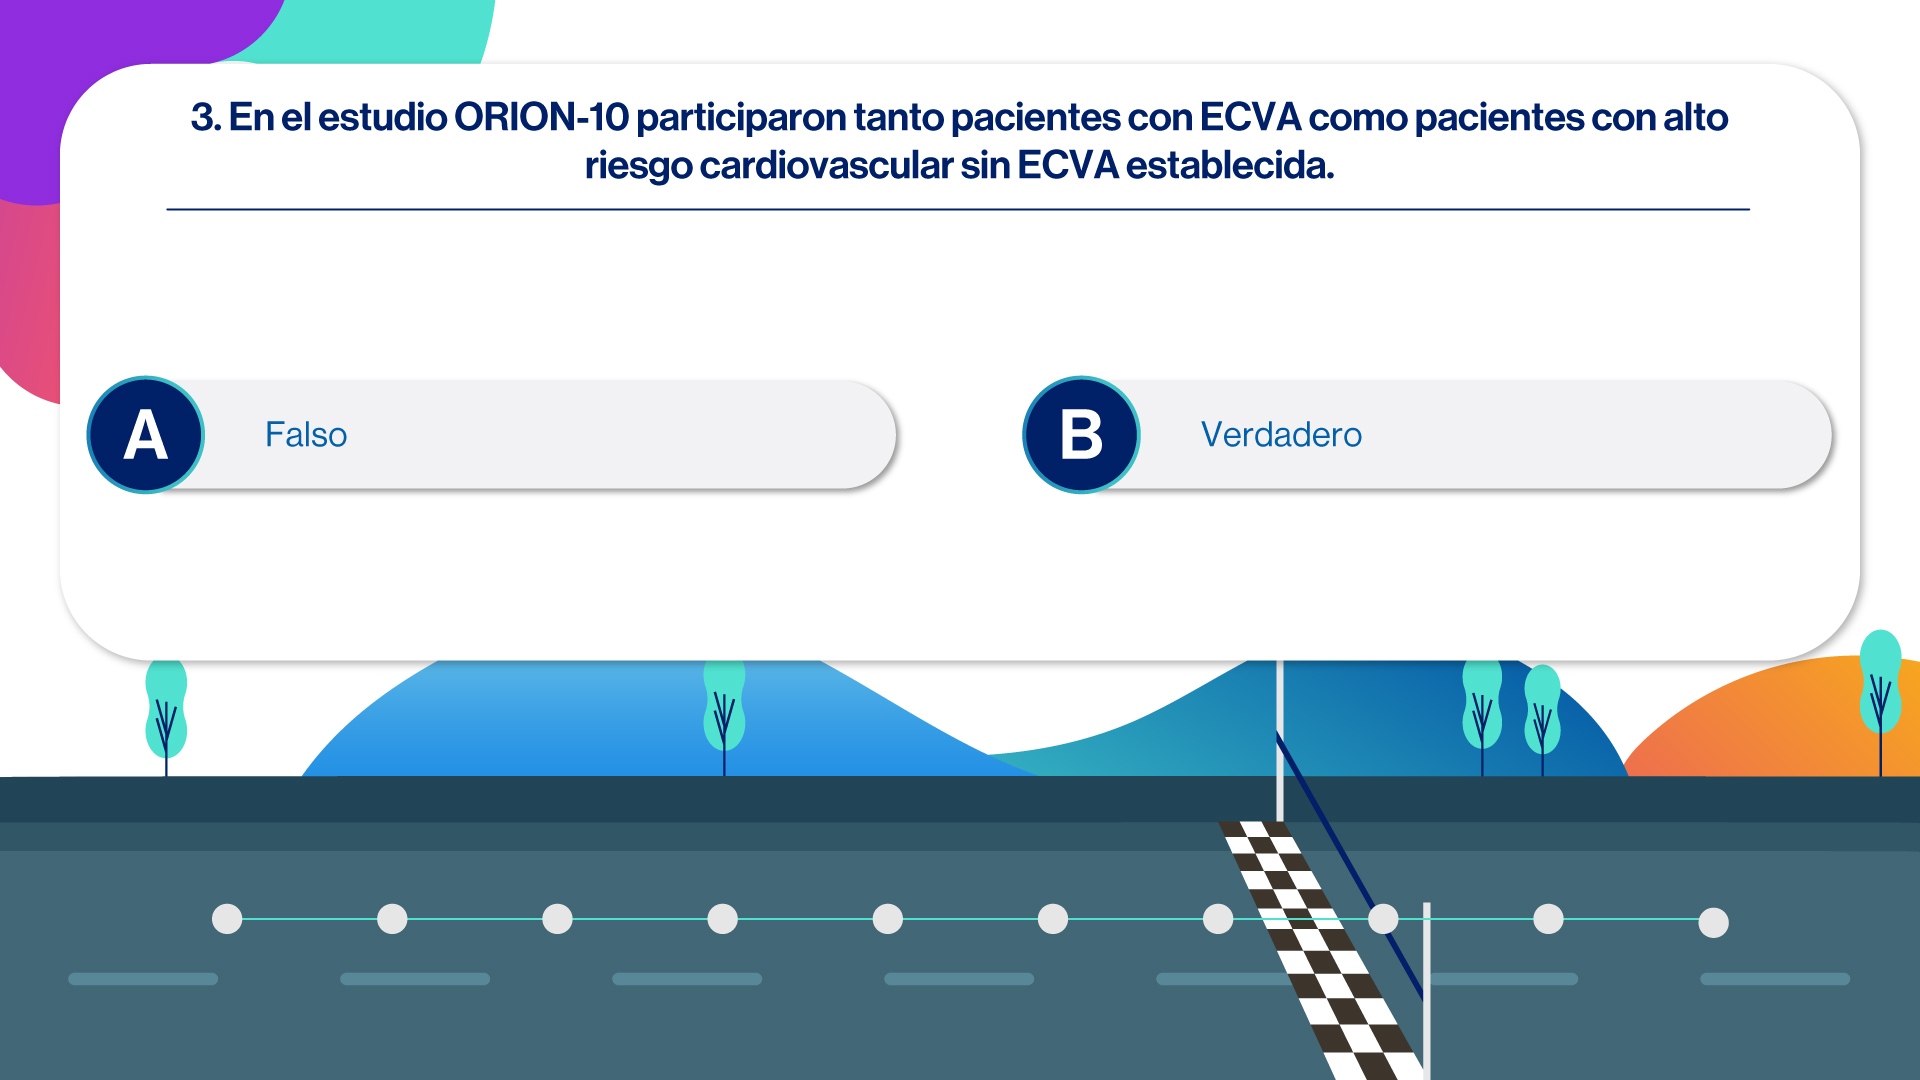 3. En el estudio ORION-10 participaron tanto pacientes con ECVA como pacientes con alto
riesgo cardiovascular sin ECVA establecida.
A Falso
B Verdadero